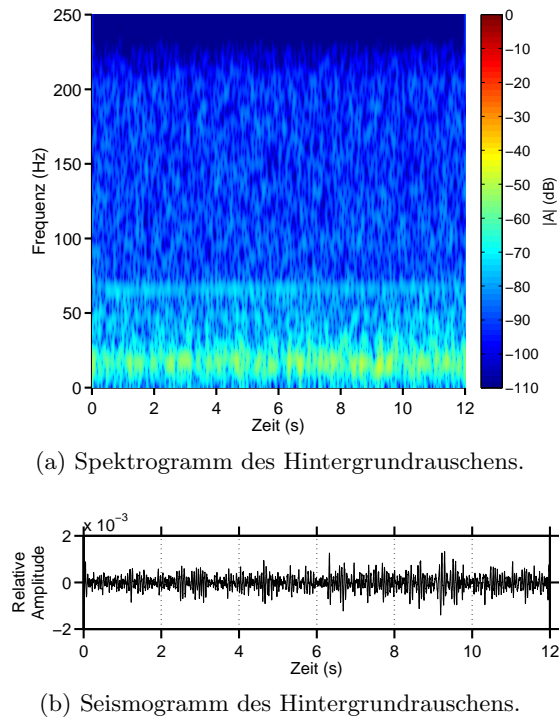 250
200
150
100
50
0
Frequenz (Hz)
0 2 4 6 8 10 12
Zeit (s)
0
−10
−20
−30
−40
−50
−60
−70
−80
−90
−100
−110
|A| (dB)
(a) Spektrogramm des Hintergrundrauschens.
x 10⁻³
2
0
−2
Relative
Amplitude
0 2 4 6 8 10 12
Zeit (s)
(b) Seismogramm des Hintergrundrauschens.